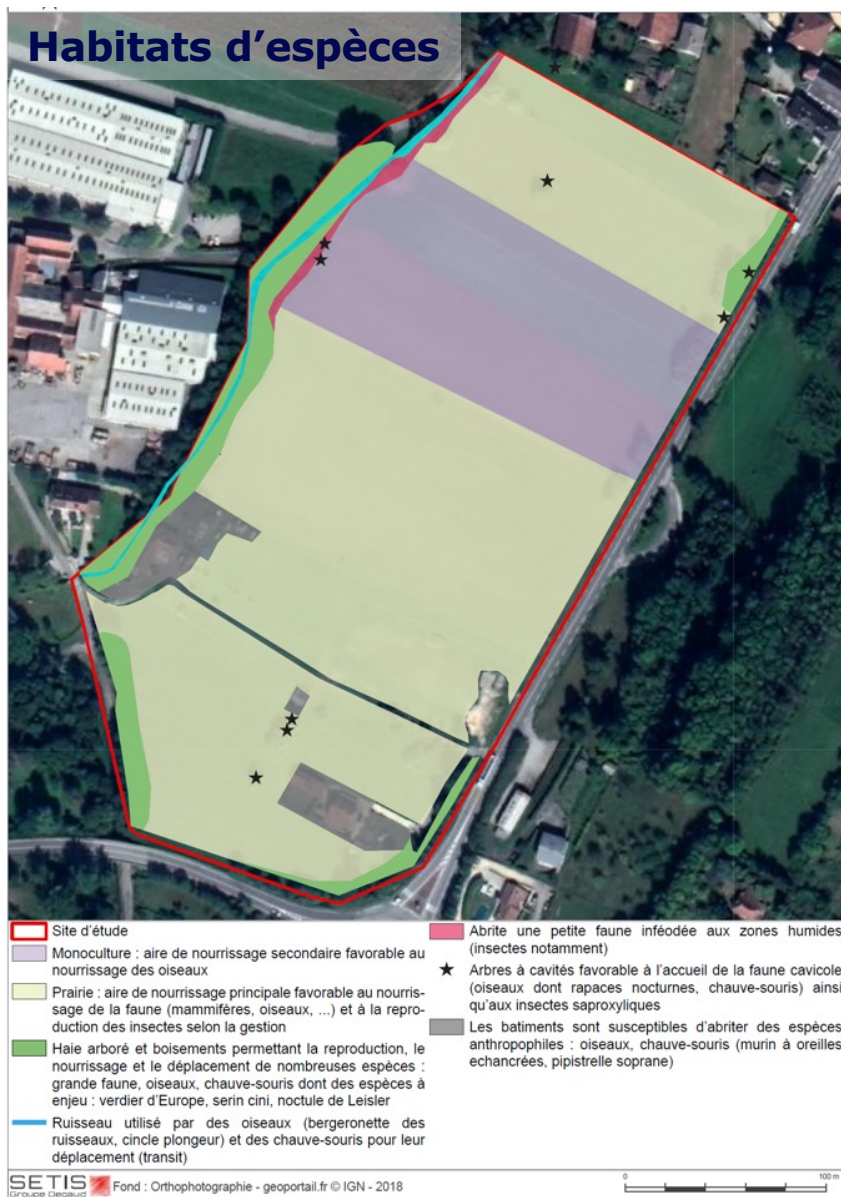 Habitats d'espèces
Site d'étude
Monoculture : aire de nourrissage secondaire favorable au
nourrissage des oiseaux
Prairie : aire de nourrissage principale favorable au nourris-
sage de la faune (mammifères, oiseaux, ...) et à la repro-
duction des insectes selon la gestion
Haie arboré et boisements permettant la reproduction, le
nourrissage et le déplacement de nombreuses espèces :
grande faune, oiseaux, chauve-souris dont des espèces à
enjeu : verdier d'Europe, serin cini, noctule de Leisler
Ruisseau utilisé par des oiseaux (bergeronette des
ruisseaux, cincle plongeur) et des chauve-souris pour leur
déplacement (transit)
Abrite une petite faune inféodée aux zones humides
(insectes notamment)
Arbres à cavités favorable à l'accueil de la faune cavicole
(oiseaux dont rapaces nocturnes, chauve-souris) ainsi
qu'aux insectes saproxyliques
Les batiments sont susceptibles d'abriter des espèces
anthropophiles : oiseaux, chauve-souris (murin à oreilles
echancrées, pipistrelle soprane)
SETIS
Groupe Degaud
Fond : Orthophotographie - geoportail.fr © IGN - 2018
0 100 m